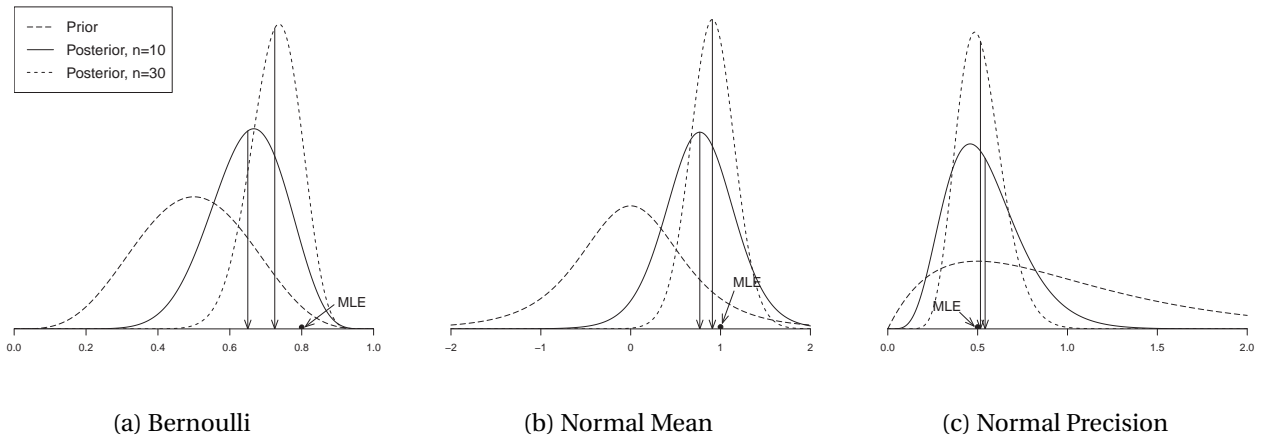 Prior
Posterior, n=10
Posterior, n=30
MLE
MLE
MLE
0.0 0.2 0.4 0.6 0.8 1.0
−2 −1 0 1 2
0.0 0.5 1.0 1.5 2.0
(a) Bernoulli
(b) Normal Mean
(c) Normal Precision